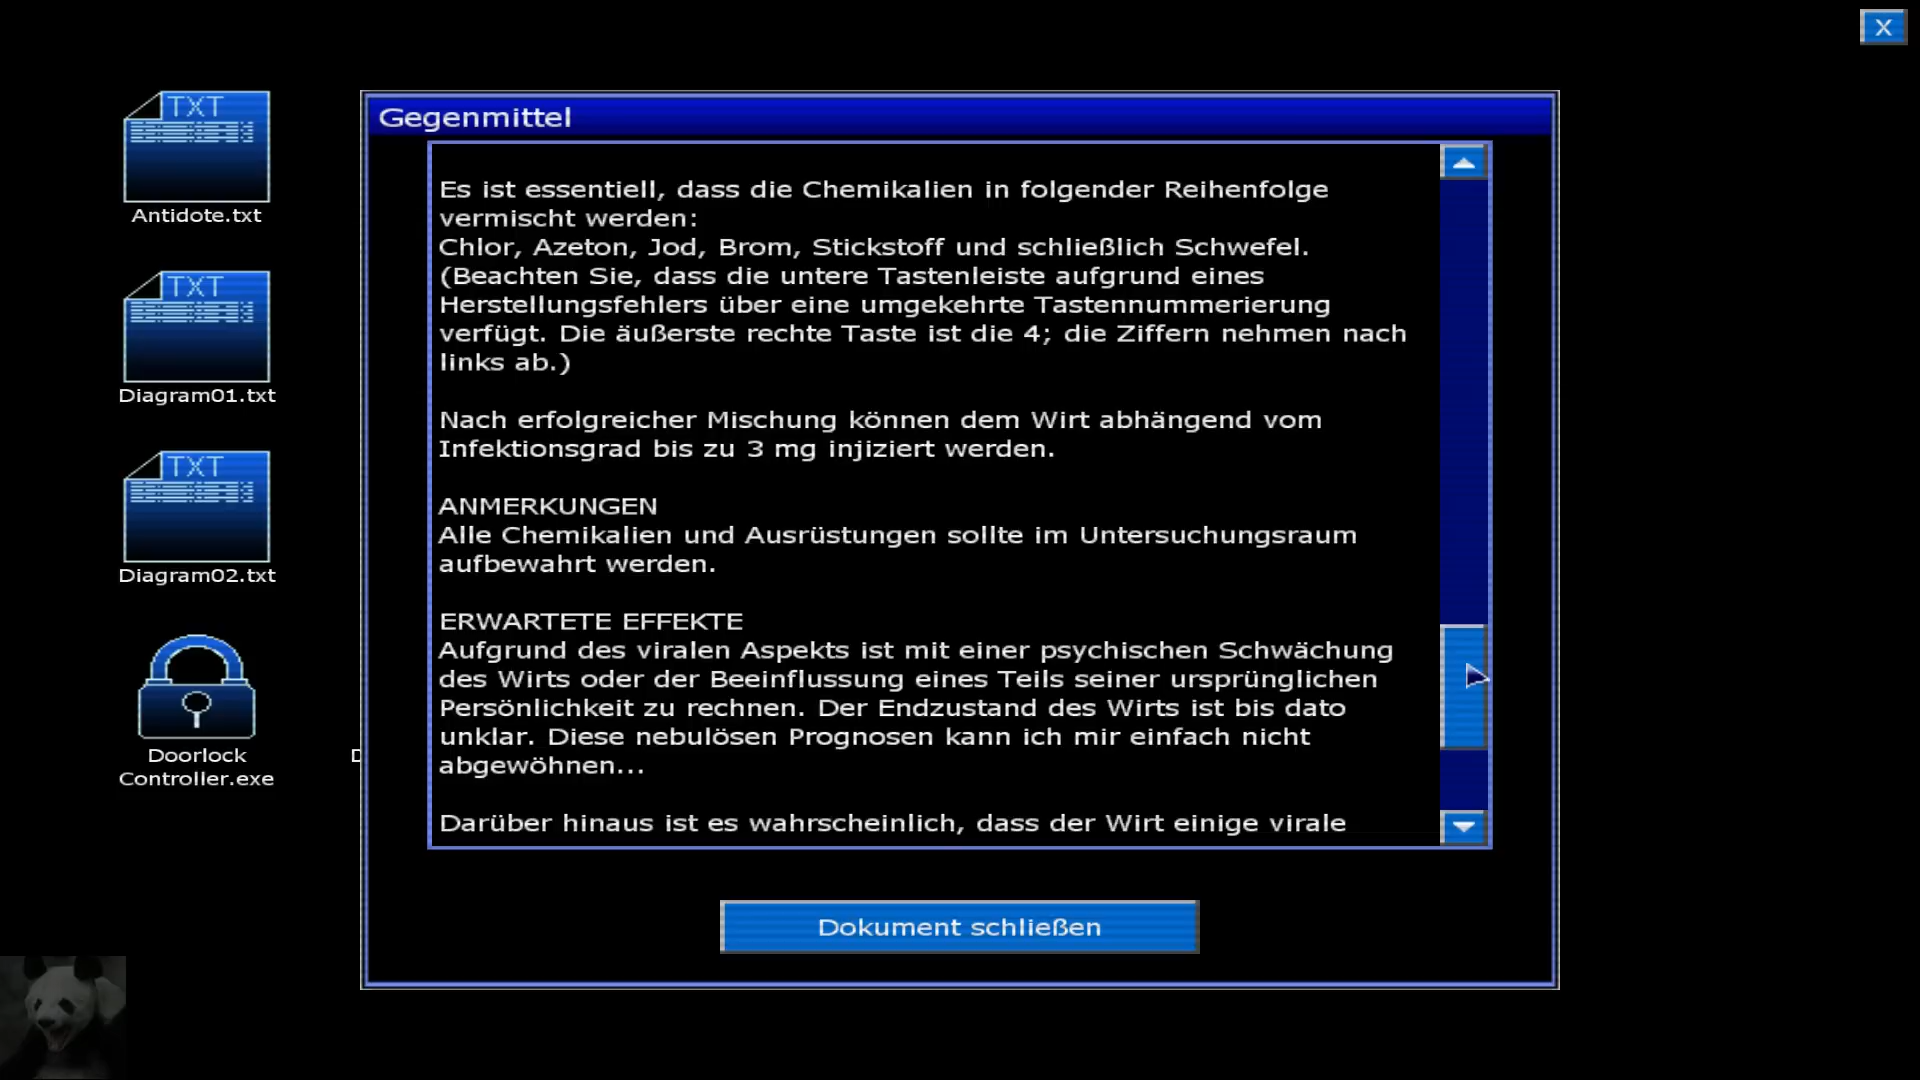 X
TXT
Antidote.txt
TXT
Diagram01.txt
TXT
Diagram02.txt
Doorlock
Controller.exe
Gegenmittel
Es ist essentiell, dass die Chemikalien in folgender Reihenfolge
vermischt werden:
Chlor, Azeton, Jod, Brom, Stickstoff und schließlich Schwefel.
(Beachten Sie, dass die untere Tastenleiste aufgrund eines
Herstellungsfehlers über eine umgekehrte Tastennummerierung
verfügt. Die äußerste rechte Taste ist die 4; die Ziffern nehmen nach
links ab.)
Nach erfolgreicher Mischung können dem Wirt abhängend vom
Infektionsgrad bis zu 3 mg injiziert werden.
ANMERKUNGEN
Alle Chemikalien und Ausrüstungen sollte im Untersuchungsraum
aufbewahrt werden.
ERWARTETE EFFEKTE
Aufgrund des viralen Aspekts ist mit einer psychischen Schwächung
des Wirts oder der Beeinflussung eines Teils seiner ursprünglichen
Persönlichkeit zu rechnen. Der Endzustand des Wirts ist bis dato
unklar. Diese nebulösen Prognosen kann ich mir einfach nicht
abgewöhnen...
Darüber hinaus ist es wahrscheinlich, dass der Wirt einige virale
Dokument schließen